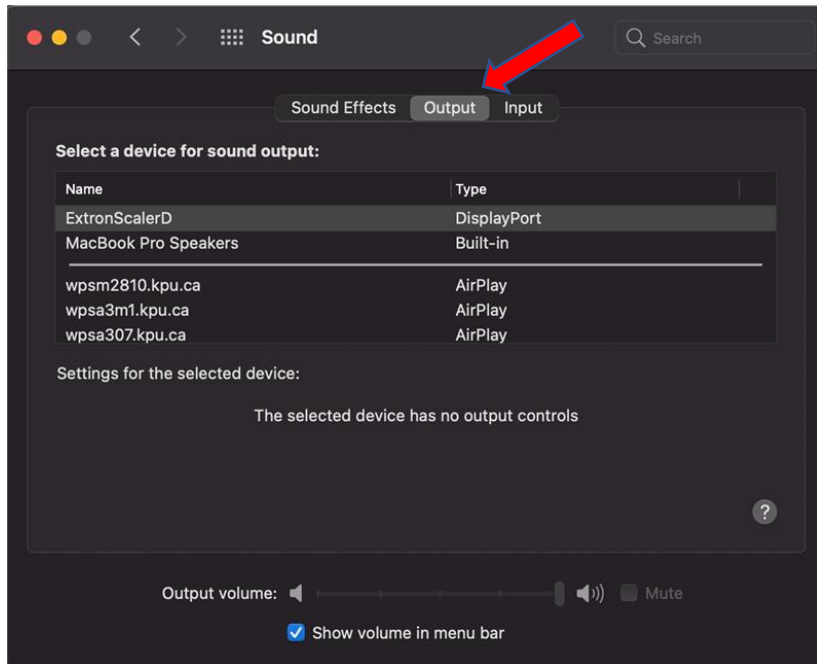 Sound
Search
Sound Effects Output Input
Select a device for sound output:
Name Type
ExtronScalerD DisplayPort
MacBook Pro Speakers Built-in
wpsm2810.kpu.ca AirPlay
wpsa3m1.kpu.ca AirPlay
wpsa307.kpu.ca AirPlay
Settings for the selected device:
The selected device has no output controls
?
Output volume: Mute
Show volume in menu bar